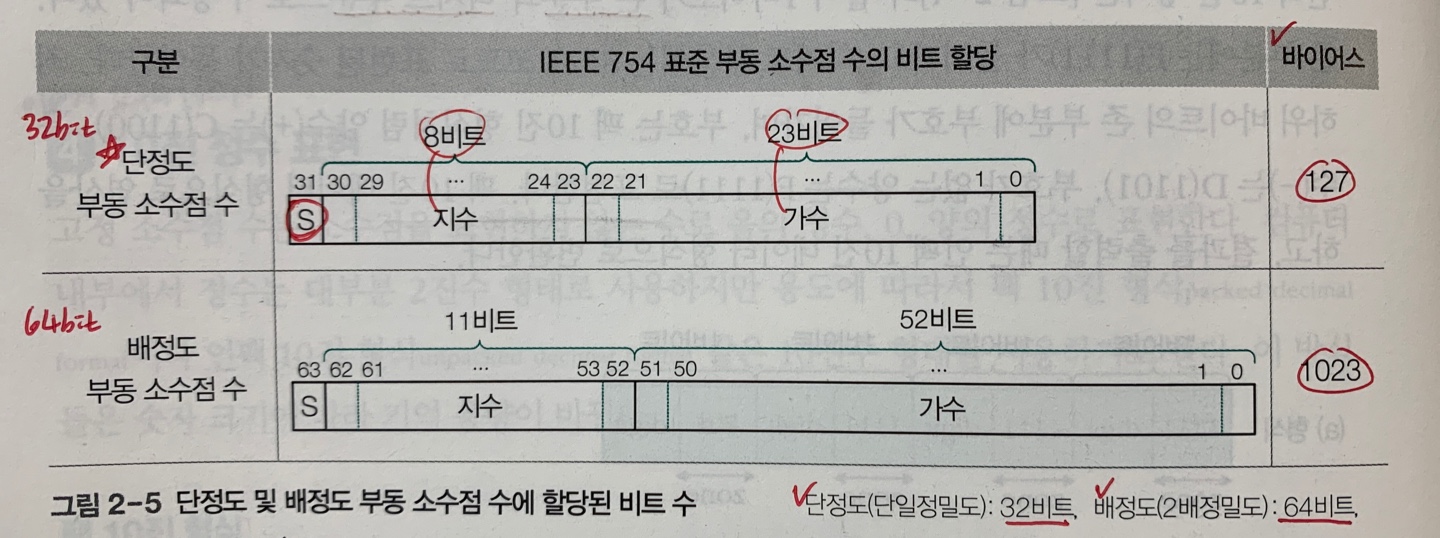 구분 IEEE 754 표준 부동 소수점 수의 비트 할당 바이어스
32bit
8비트 23비트
단정도
31 30 29 ... 24 23 22 21 ... 1 0
127
부동 소수점 수
S 지수 가수
64bit
11비트 52비트
배정도
63 62 61 ... 53 52 51 50 ... 1 0
1023
부동 소수점 수
S 지수 가수
그림 2-5 단정도 및 배정도 부동 소수점 수에 할당된 비트 수
단정도(단일정밀도): 32비트, 배정도(2배정밀도): 64비트,